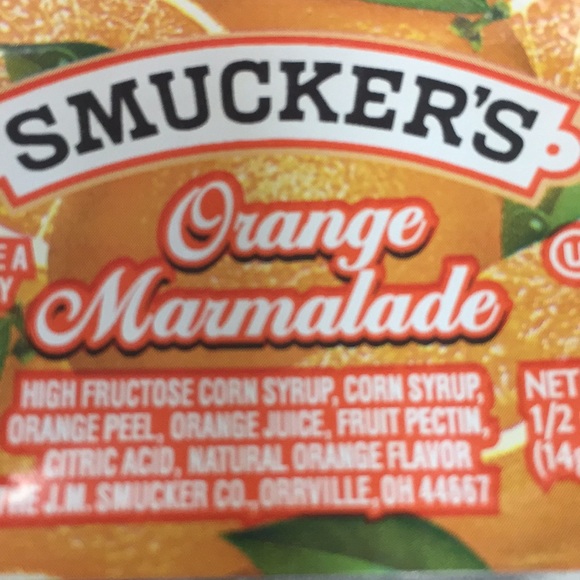 SMUCKER'S
Orange
Marmalade
E A
Y
U
HIGH FRUCTOSE CORN SYRUP, CORN SYRUP,
ORANGE PEEL, ORANGE JUICE, FRUIT PECTIN,
CITRIC ACID, NATURAL ORANGE FLAVOR
THE J.M. SMUCKER CO., ORRVILLE, OH 44667
NET
1/2
(14g